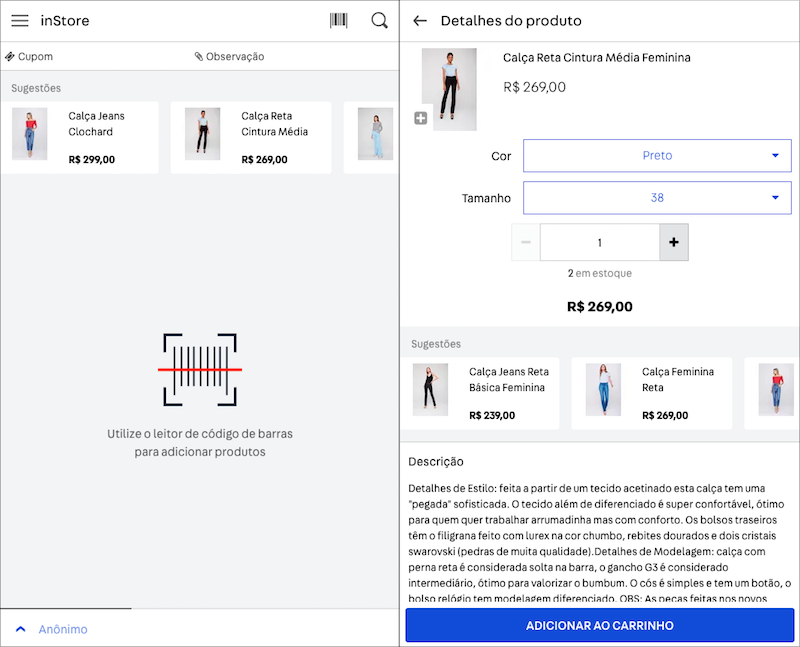 inStore
Cupom
Observação
Sugestões
Calça Jeans
Clochard
R$ 299,00
Calça Reta
Cintura Média
R$ 269,00
Utilize o leitor de código de barras
para adicionar produtos
Anônimo
Detalhes do produto
Calça Reta Cintura Média Feminina
R$ 269,00
Cor
Preto
Tamanho
38
1
2 em estoque
R$ 269,00
Sugestões
Calça Jeans Reta
Básica Feminina
R$ 239,00
Calça Feminina
Reta
R$ 269,00
Descrição
Detalhes de Estilo: feita a partir de um tecido acetinado esta calça tem uma
"pegada" sofisticada. O tecido além de diferenciado é super confortável, ótimo
para quem quer trabalhar arrumadinha mas com conforto. Os bolsos traseiros
têm o filigrana feito com lurex na cor chumbo, rebites dourados e dois cristais
swarovski (pedras de muita qualidade).Detalhes de Modelagem: calça com
perna reta é considerada solta na barra, o gancho G3 é considerado
intermediário, ótimo para valorizar o bumbum. O cós é simples e tem um botão, o
bolso relógio tem modelagem diferenciado. OBS: As peças feitas nos novos
ADICIONAR AO CARRINHO